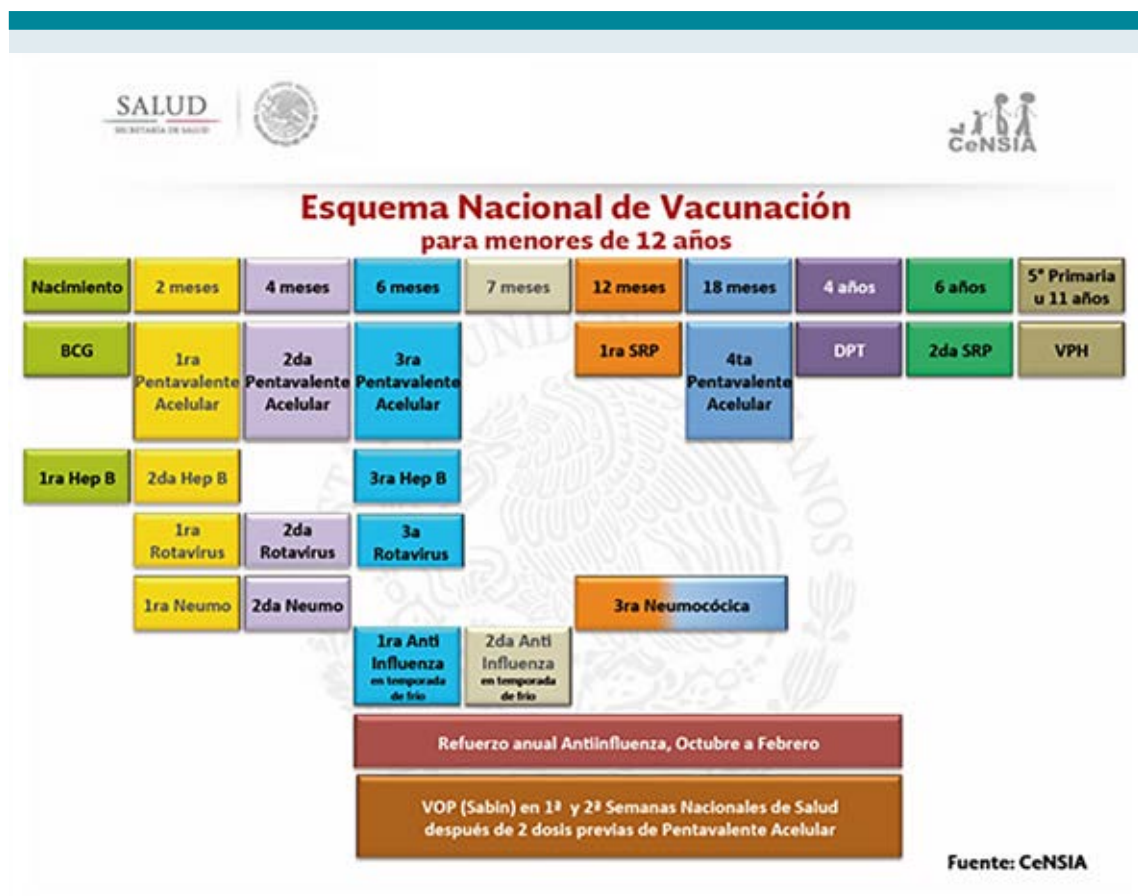 SALUD
SECRETARÍA DE SALUD
CeNSIA
Esquema Nacional de Vacunación
para menores de 12 años
Nacimiento
2 meses
4 meses
6 meses
7 meses
12 meses
18 meses
4 años
6 años
5° Primaria
u 11 años
BCG
1ra
Pentavalente
Acelular
2da
Pentavalente
Acelular
3ra
Pentavalente
Acelular
1ra SRP
4ta
Pentavalente
Acelular
DPT
2da SRP
VPH
1ra Hep B
2da Hep B
3ra Hep B
1ra
Rotavirus
2da
Rotavirus
3a
Rotavirus
1ra Neumo
2da Neumo
3ra Neumocócica
1ra Anti
Influenza
en temporada
de frio
2da Anti
Influenza
en temporada
de frio
Refuerzo anual Antiinfluenza, Octubre a Febrero
VOP (Sabin) en 1ª y 2ª Semanas Nacionales de Salud
después de 2 dosis previas de Pentavalente Acelular
Fuente: CeNSIA